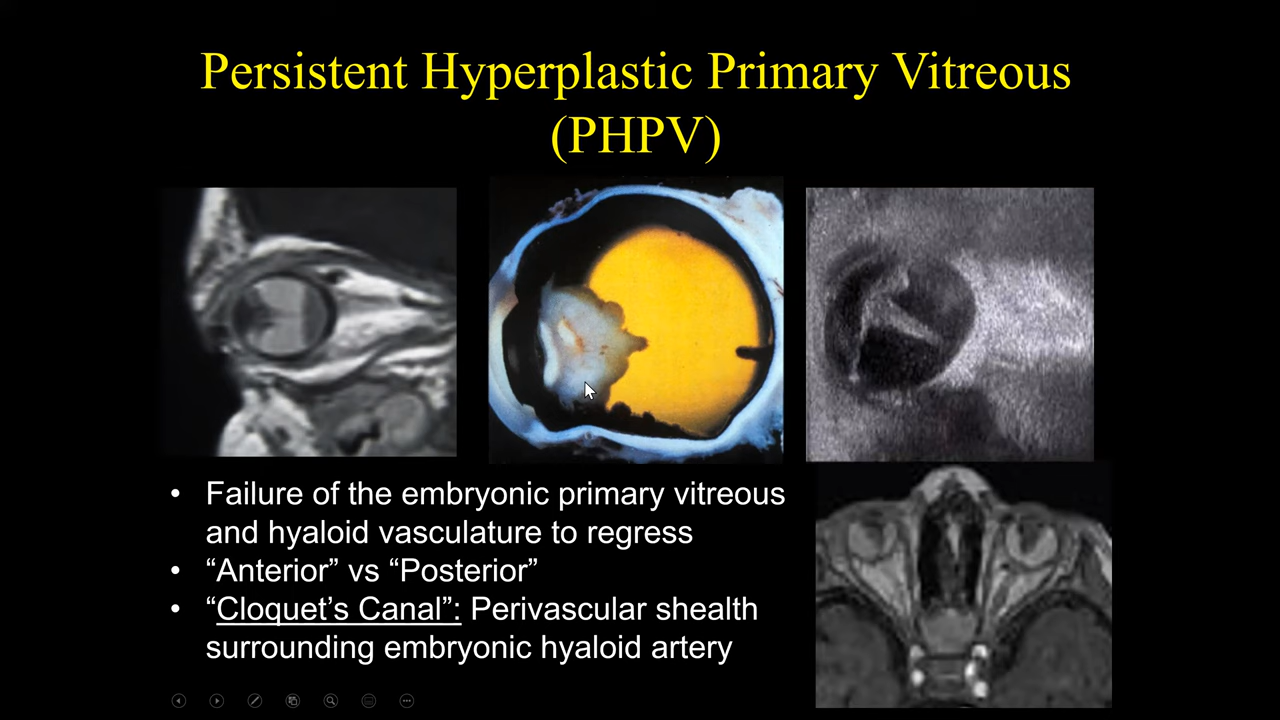 Persistent Hyperplastic Primary Vitreous
(PHPV)
• Failure of the embryonic primary vitreous
and hyaloid vasculature to regress
• “Anterior” vs “Posterior”
• “Cloquet’s Canal”: Perivascular shealth
surrounding embryonic hyaloid artery